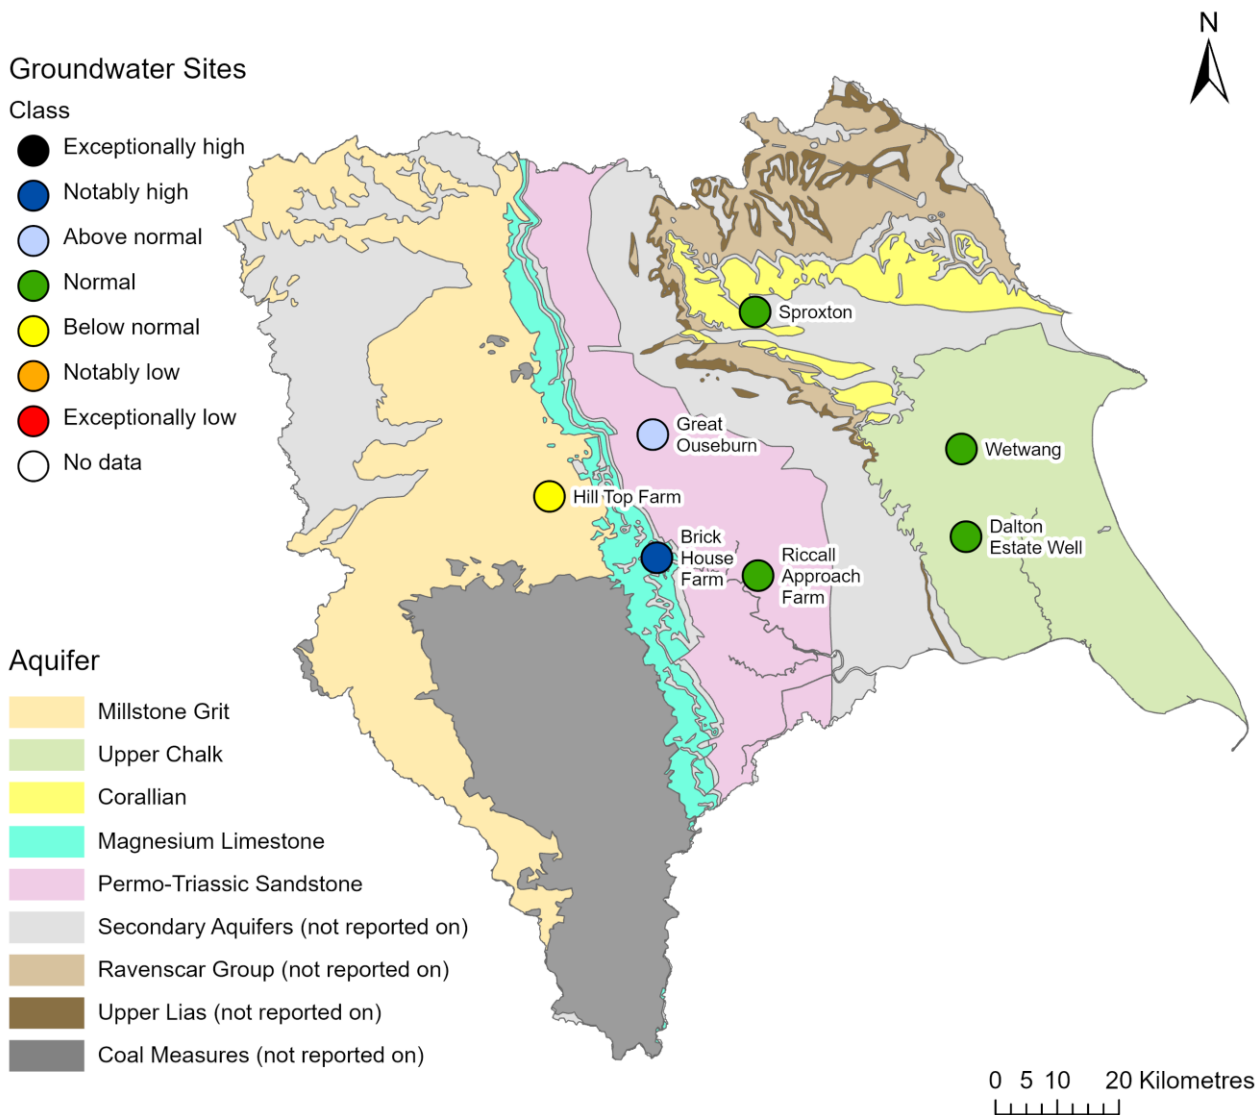 N
Groundwater Sites
Class
Exceptionally high
Notably high
Above normal
Normal
Below normal
Notably low
Exceptionally low
No data
Sproxton
Great
Ouseburn
Wetwang
Hill Top Farm
Dalton
Estate Well
Brick
House
Farm
Riccall
Approach
Farm
Aquifer
Millstone Grit
Upper Chalk
Corallian
Magnesium Limestone
Permo-Triassic Sandstone
Secondary Aquifers (not reported on)
Ravenscar Group (not reported on)
Upper Lias (not reported on)
Coal Measures (not reported on)
0 5 10 20 Kilometres